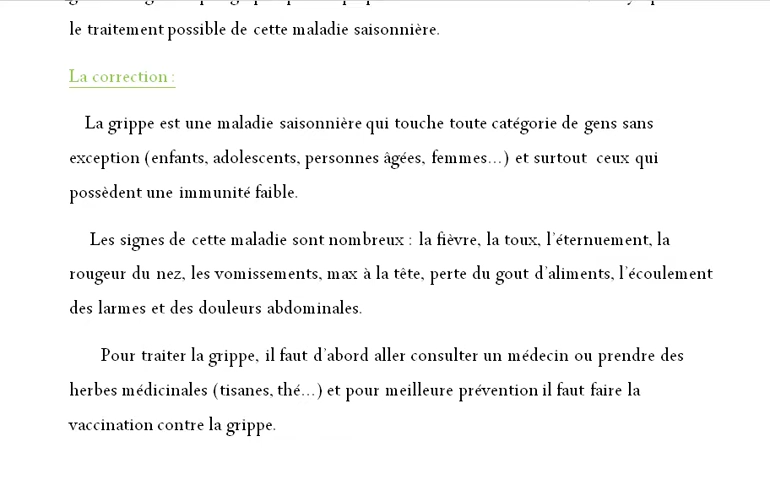 le traitement possible de cette maladie saisonnière.
La correction :
La grippe est une maladie saisonnière qui touche toute catégorie de gens sans
exception (enfants, adolescents, personnes âgées, femmes...) et surtout ceux qui
possèdent une immunité faible.
Les signes de cette maladie sont nombreux : la fièvre, la toux, l'éternuement, la
rougeur du nez, les vomissements, max à la tête, perte du gout d'aliments, l'écoulement
des larmes et des douleurs abdominales.
Pour traiter la grippe, il faut d'abord aller consulter un médecin ou prendre des
herbes médicinales (tisanes, thé...) et pour meilleure prévention il faut faire la
vaccination contre la grippe.